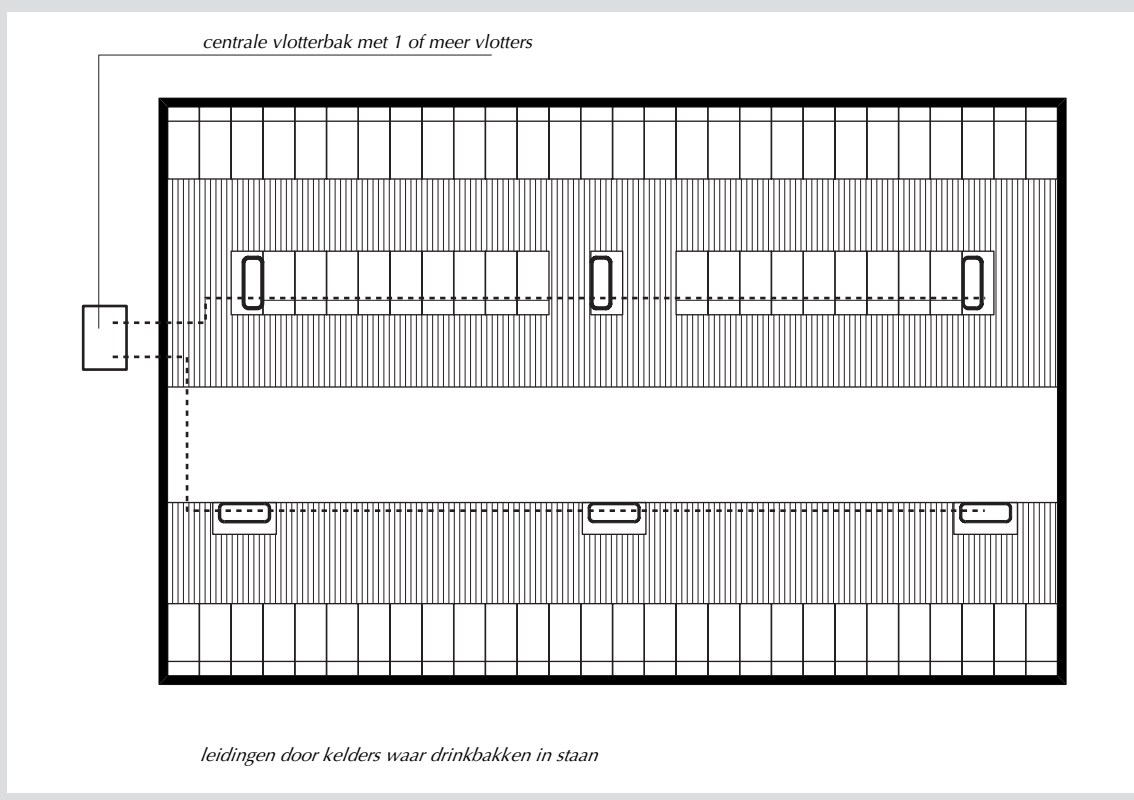 centrale vlotterbak met 1 of meer vlotters
leidingen door kelders waar drinkbakken in staan